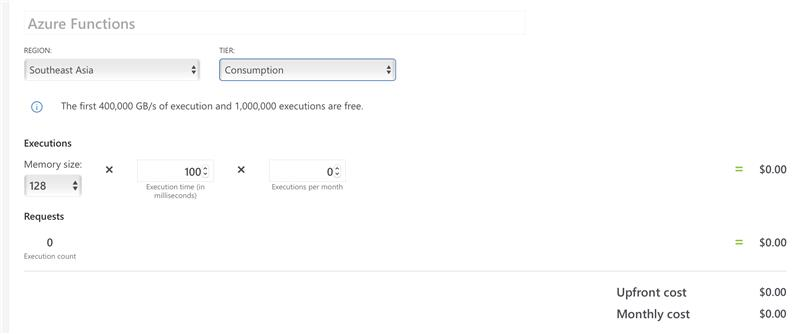 Azure Functions
REGION: TIER:
Southeast Asia Consumption
The first 400,000 GB/s of execution and 1,000,000 executions are free.
Executions
Memory size:
128 × 100 × 0 = $0.00
Execution time (in Executions per month
milliseconds)
Requests
0 = $0.00
Execution count
Upfront cost $0.00
Monthly cost $0.00